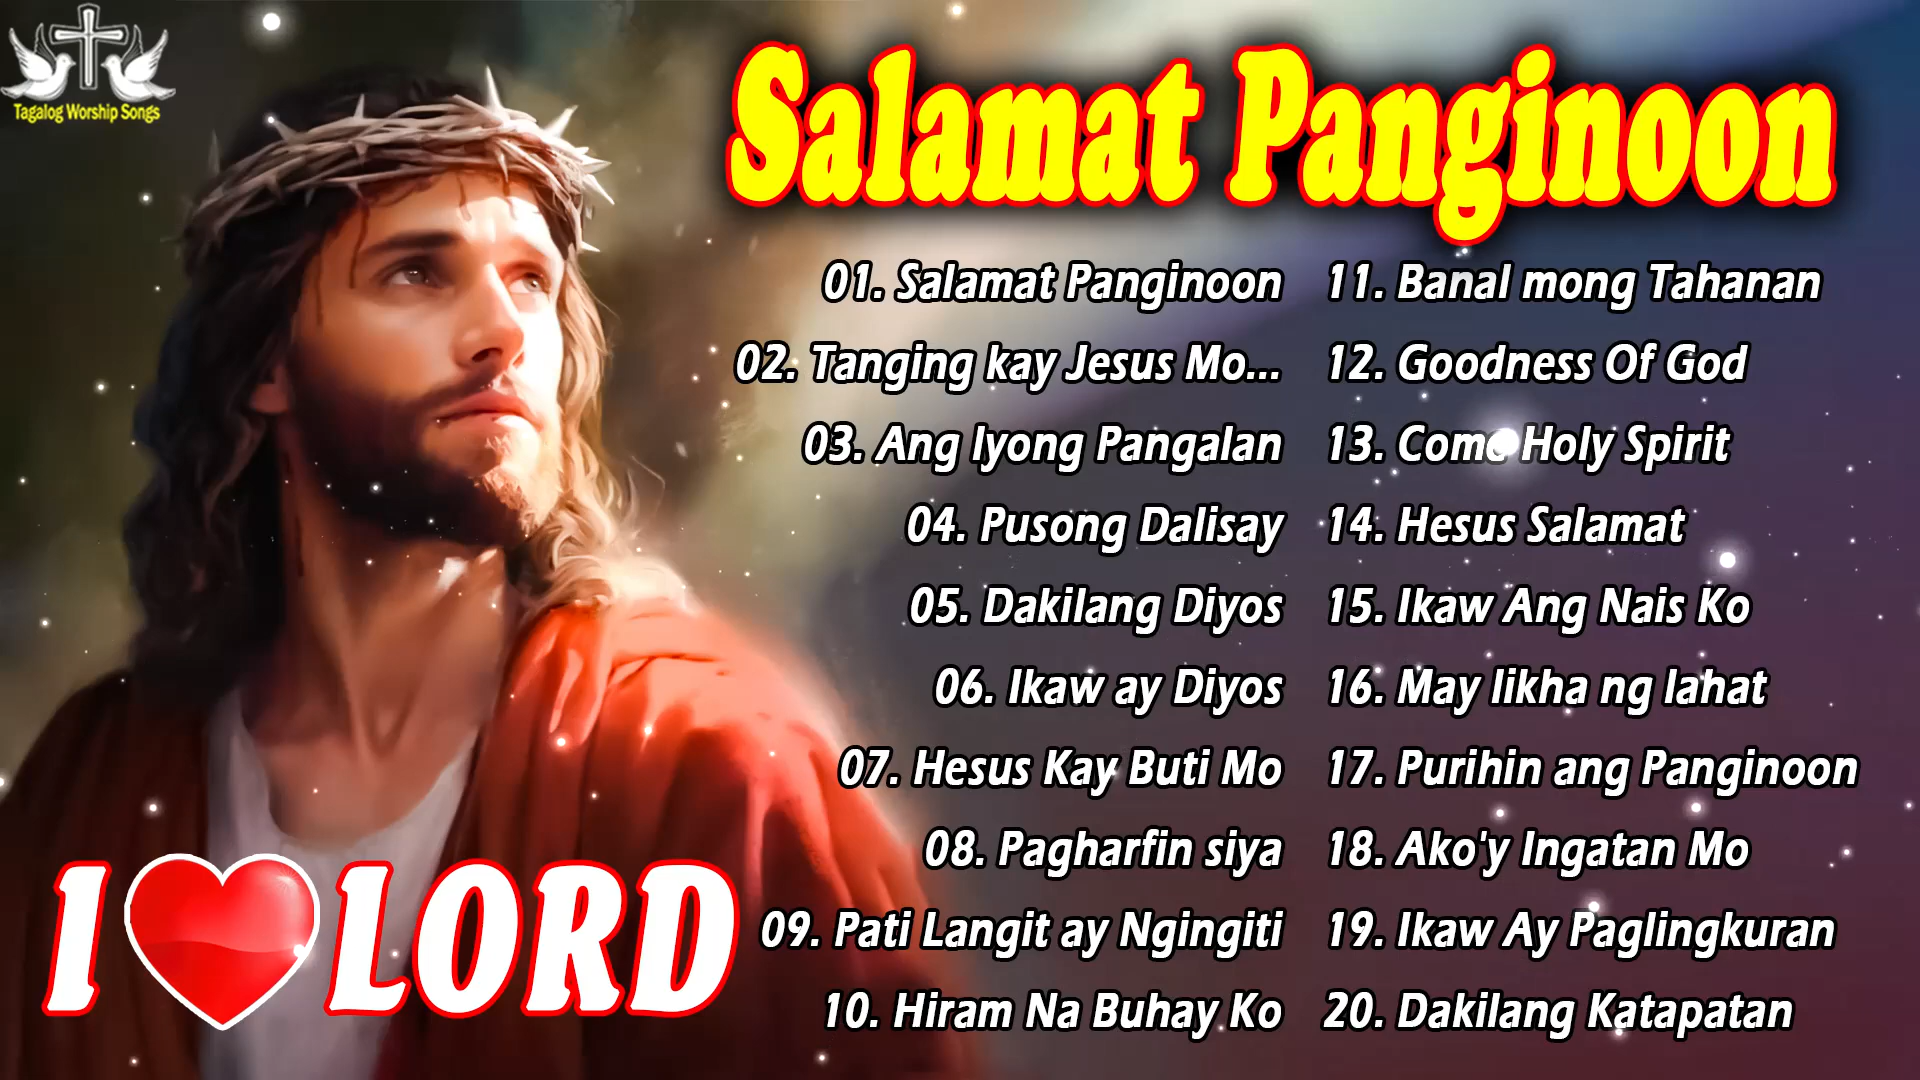 Tagalog Worship Songs
Salamat Panginoon
01. Salamat Panginoon
02. Tanging kay Jesus Mo...
03. Ang Iyong Pangalan
04. Pusong Dalisay
05. Dakilang Diyos
06. Ikaw ay Diyos
07. Hesus Kay Buti Mo
08. Pagharfin siya
09. Pati Langit ay Ngingiti
10. Hiram Na Buhay Ko
11. Banal mong Tahanan
12. Goodness Of God
13. Come Holy Spirit
14. Hesus Salamat
15. Ikaw Ang Nais Ko
16. May likha ng lahat
17. Purihin ang Panginoon
18. Ako'y Ingatan Mo
19. Ikaw Ay Paglingkuran
20. Dakilang Katapatan
I LORD